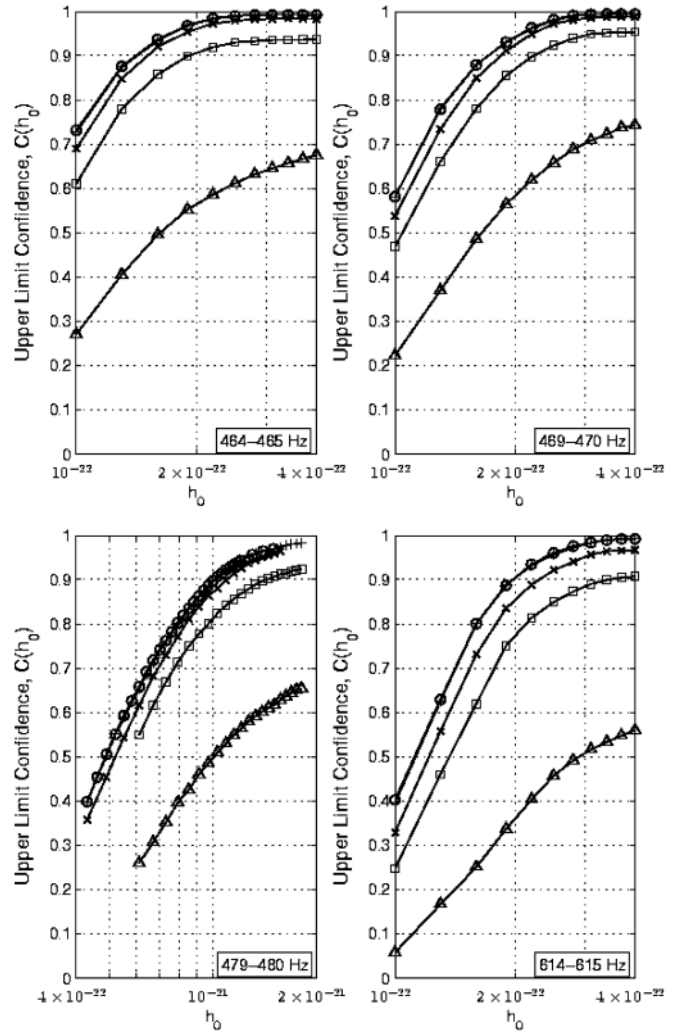 Upper Limit Confidence, C(h₀)
1
0.9
0.8
0.7
0.6
0.5
0.4
0.3
0.2
0.1
0
464–465 Hz
10⁻²² 2 × 10⁻²² 4 × 10⁻²²
h₀
Upper Limit Confidence, C(h₀)
1
0.9
0.8
0.7
0.6
0.5
0.4
0.3
0.2
0.1
0
469–470 Hz
10⁻²² 2 × 10⁻²² 4 × 10⁻²²
h₀
Upper Limit Confidence, C(h₀)
1
0.9
0.8
0.7
0.6
0.5
0.4
0.3
0.2
0.1
0
479–480 Hz
4 × 10⁻²² 10⁻²¹ 2 × 10⁻²¹
h₀
Upper Limit Confidence, C(h₀)
1
0.9
0.8
0.7
0.6
0.5
0.4
0.3
0.2
0.1
0
614–615 Hz
10⁻²² 2 × 10⁻²² 4 × 10⁻²²
h₀